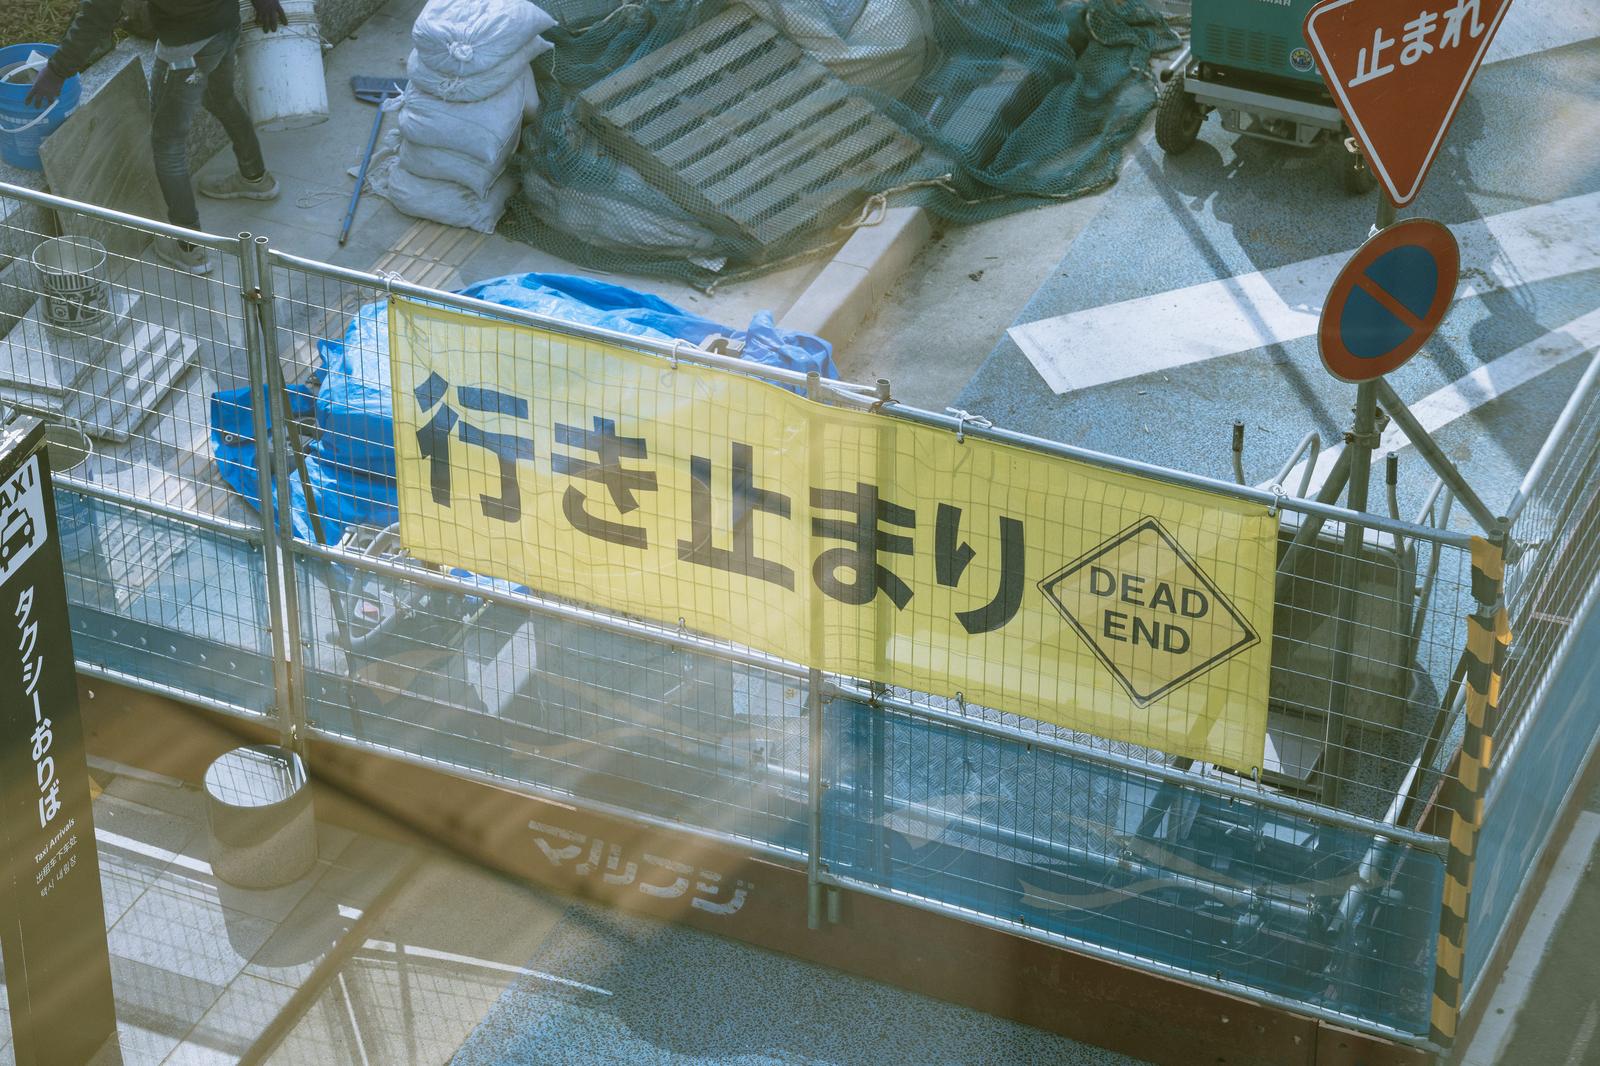 止まれ
行き止まり
DEAD
END
TAXI
タクシーおりば
Taxi Arrivals
マルフジ